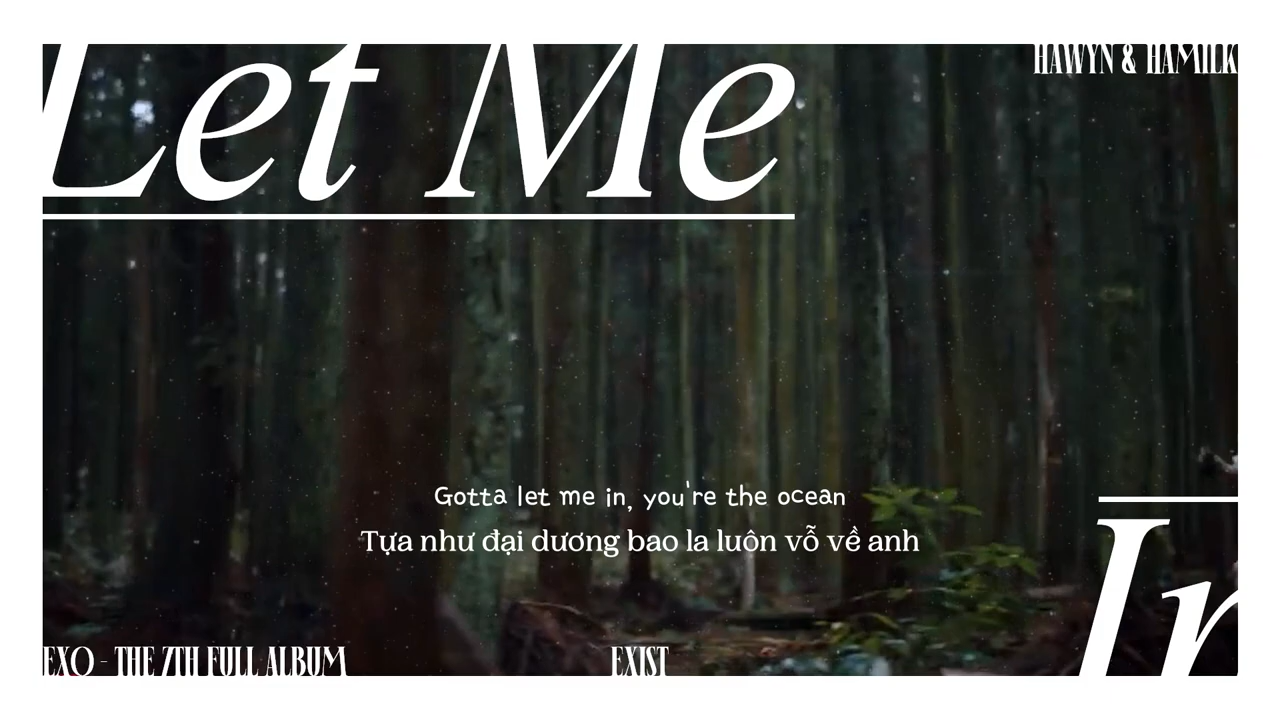 Let Me
HAWYN & HAMILK
Gotta let me in, you're the ocean
Tựa như đại dương bao la luôn vỗ về anh
In
EXO - THE 7TH FULL ALBUM
EXIST